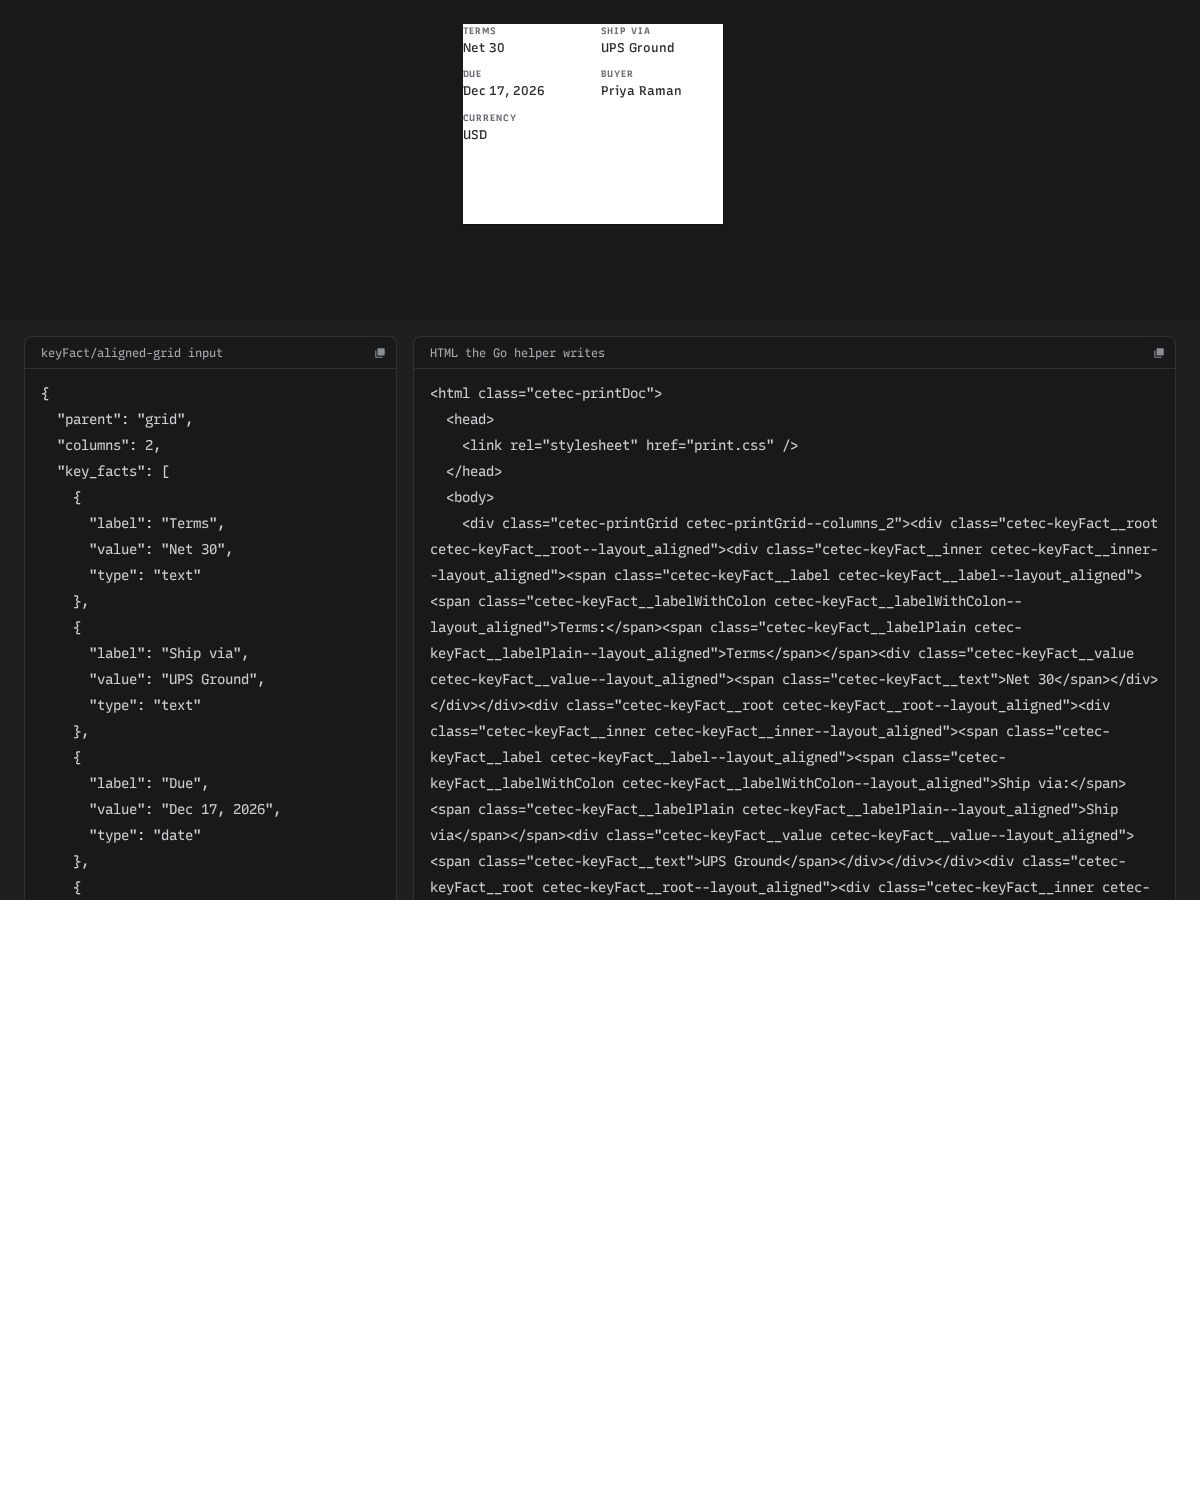 TERMS
Net 30
SHIP VIA
UPS Ground
DUE
Dec 17, 2026
BUYER
Priya Raman
CURRENCY
USD
keyFact/aligned-grid input
{
  "parent": "grid",
  "columns": 2,
  "key_facts": [
    {
      "label": "Terms",
      "value": "Net 30",
      "type": "text"
    },
    {
      "label": "Ship via",
      "value": "UPS Ground",
      "type": "text"
    },
    {
      "label": "Due",
      "value": "Dec 17, 2026",
      "type": "date"
    },
    {
HTML the Go helper writes
<html class="cetec-printDoc">
  <head>
    <link rel="stylesheet" href="print.css" />
  </head>
  <body>
    <div class="cetec-printGrid cetec-printGrid--columns_2"><div class="cetec-keyFact__root
cetec-keyFact__root--layout_aligned"><div class="cetec-keyFact__inner cetec-keyFact__inner-
-layout_aligned"><span class="cetec-keyFact__label cetec-keyFact__label--layout_aligned">
<span class="cetec-keyFact__labelWithColon cetec-keyFact__labelWithColon--
layout_aligned">Terms:</span><span class="cetec-keyFact__labelPlain cetec-
keyFact__labelPlain--layout_aligned">Terms</span></span><div class="cetec-keyFact__value
cetec-keyFact__value--layout_aligned"><span class="cetec-keyFact__text">Net 30</span></div>
</div></div><div class="cetec-keyFact__root cetec-keyFact__root--layout_aligned"><div
class="cetec-keyFact__inner cetec-keyFact__inner--layout_aligned"><span class="cetec-
keyFact__label cetec-keyFact__label--layout_aligned"><span class="cetec-
keyFact__labelWithColon cetec-keyFact__labelWithColon--layout_aligned">Ship via:</span>
<span class="cetec-keyFact__labelPlain cetec-keyFact__labelPlain--layout_aligned">Ship
via</span></span><div class="cetec-keyFact__value cetec-keyFact__value--layout_aligned">
<span class="cetec-keyFact__text">UPS Ground</span></div></div></div><div class="cetec-
keyFact__root cetec-keyFact__root--layout_aligned"><div class="cetec-keyFact__inner cetec-